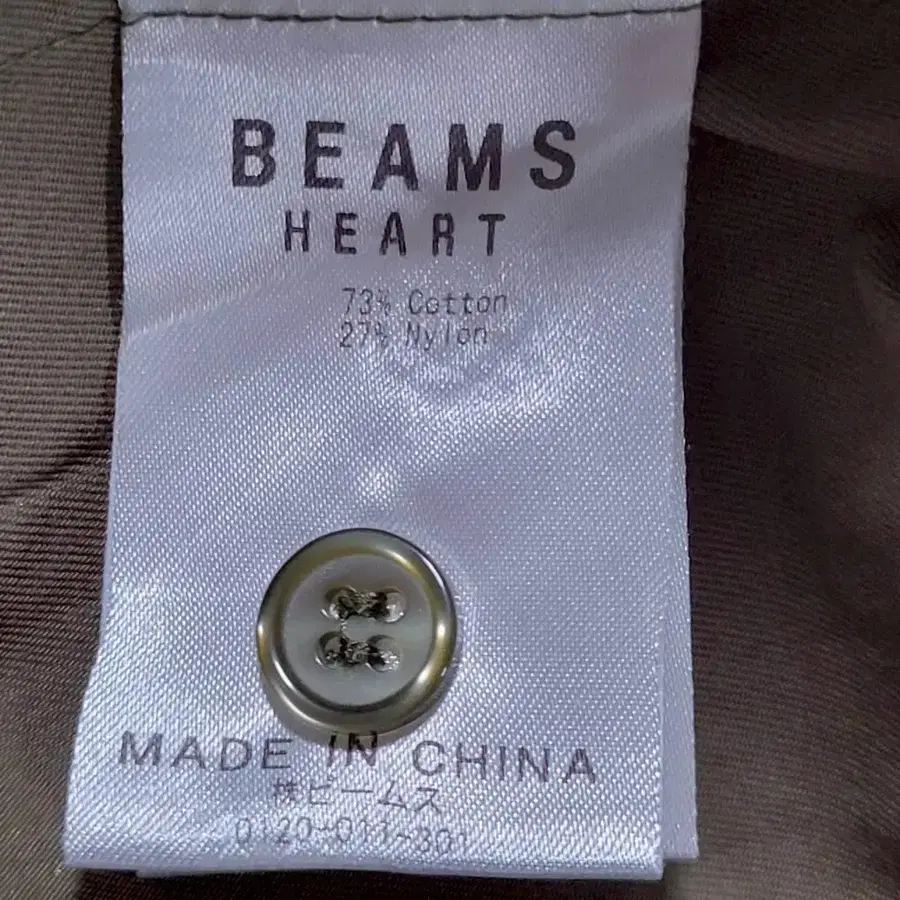 BEAMS
HEART
73% Cotton
27% Nylon
MADE IN CHINA
株ビームス
0120-011-301